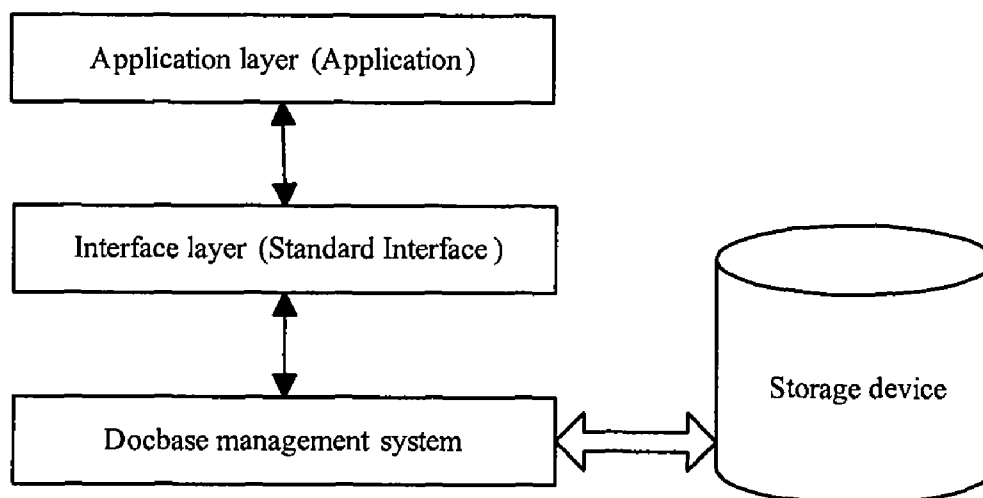 Application layer (Application)
Interface layer (Standard Interface)
Storage device
Docbase management system